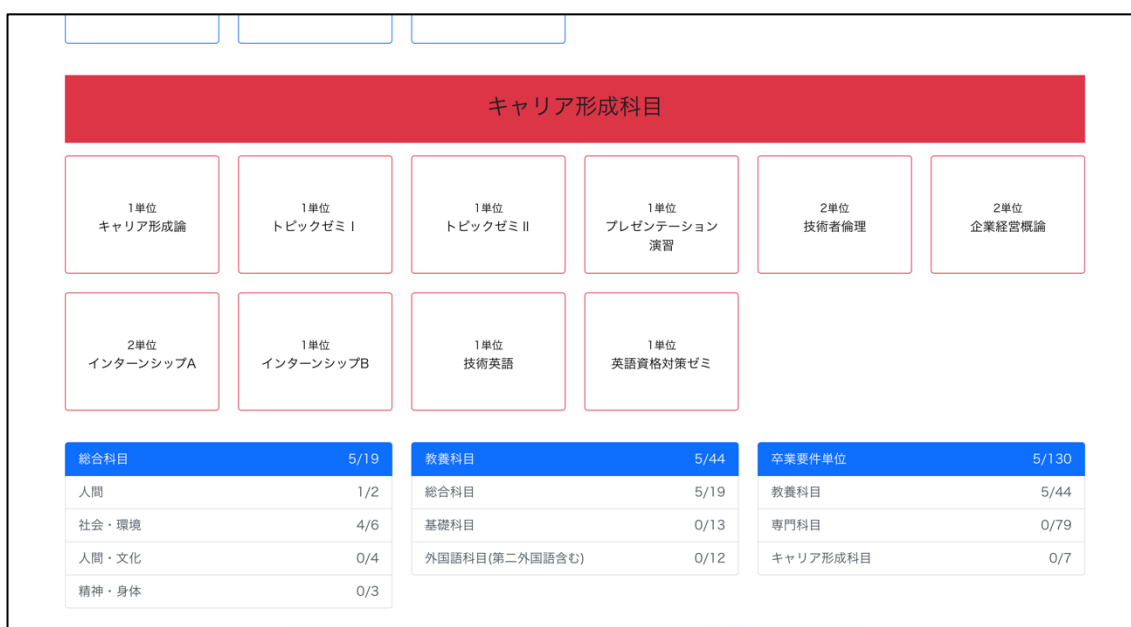 キャリア形成科目
1単位
キャリア形成論
1単位
トピックゼミⅠ
1単位
トピックゼミⅡ
1単位
プレゼンテーション
演習
2単位
技術者倫理
2単位
企業経営概論
2単位
インターンシップA
1単位
インターンシップB
1単位
技術英語
1単位
英語資格対策ゼミ
総合科目 5/19
人間 1/2
社会・環境 4/6
人間・文化 0/4
精神・身体 0/3
教養科目 5/44
総合科目 5/19
基礎科目 0/13
外国語科目(第二外国語含む) 0/12
卒業要件単位 5/130
教養科目 5/44
専門科目 0/79
キャリア形成科目 0/7